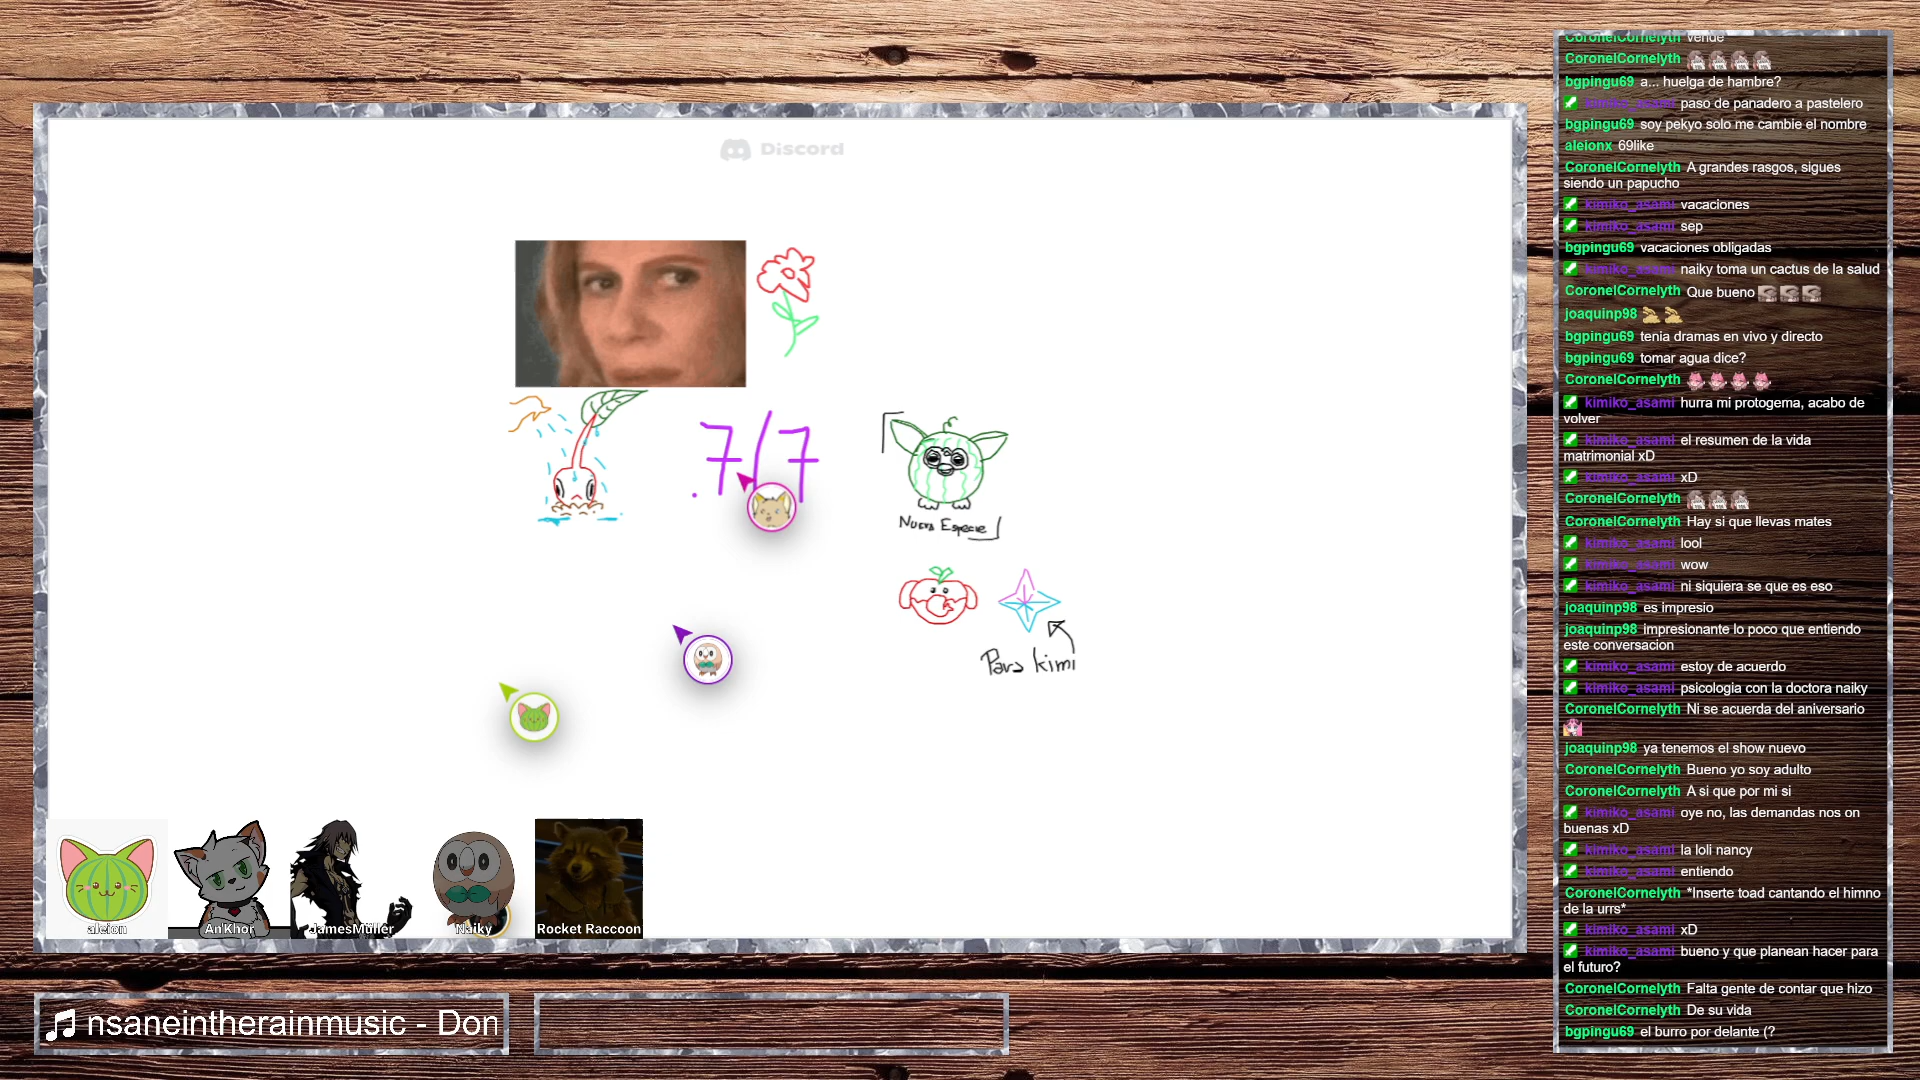 Discord
.7/7
Nueva Especie
Para kimi
aleion
An'Khor
JamesMüller
Naiky
Rocket Raccoon
nsaneintherainmusic - Don
CoronelCornelyth vende
CoronelCornelyth
bgpingu69 a... huelga de hambre?
kimiko_asami paso de panadero a pastelero
bgpingu69 soy pekyo solo me cambie el nombre
aleionx 69like
CoronelCornelyth A grandes rasgos, sigues
siendo un papucho
kimiko_asami vacaciones
kimiko_asami sep
bgpingu69 vacaciones obligadas
kimiko_asami naiky toma un cactus de la salud
CoronelCornelyth Que bueno
joaquinp98
bgpingu69 tenia dramas en vivo y directo
bgpingu69 tomar agua dice?
CoronelCornelyth
kimiko_asami hurra mi protogema, acabo de
volver
kimiko_asami el resumen de la vida
matrimonial xD
kimiko_asami xD
CoronelCornelyth
CoronelCornelyth Hay si que llevas mates
kimiko_asami lool
kimiko_asami wow
kimiko_asami ni siquiera se que es eso
joaquinp98 es impresio
joaquinp98 impresionante lo poco que entiendo
este conversacion
kimiko_asami estoy de acuerdo
kimiko_asami psicologia con la doctora naiky
CoronelCornelyth Ni se acuerda del aniversario
joaquinp98 ya tenemos el show nuevo
CoronelCornelyth Bueno yo soy adulto
CoronelCornelyth A si que por mi si
kimiko_asami oye no, las demandas nos on
buenas xD
kimiko_asami la loli nancy
kimiko_asami entiendo
CoronelCornelyth *Inserte toad cantando el himno
de la urrs*
kimiko_asami xD
kimiko_asami bueno y que planean hacer para
el futuro?
CoronelCornelyth Falta gente de contar que hizo
CoronelCornelyth De su vida
bgpingu69 el burro por delante (?